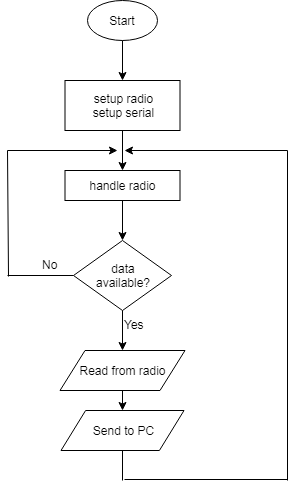 Start
setup radio
setup serial
handle radio
data
available?
No
Yes
Read from radio
Send to PC